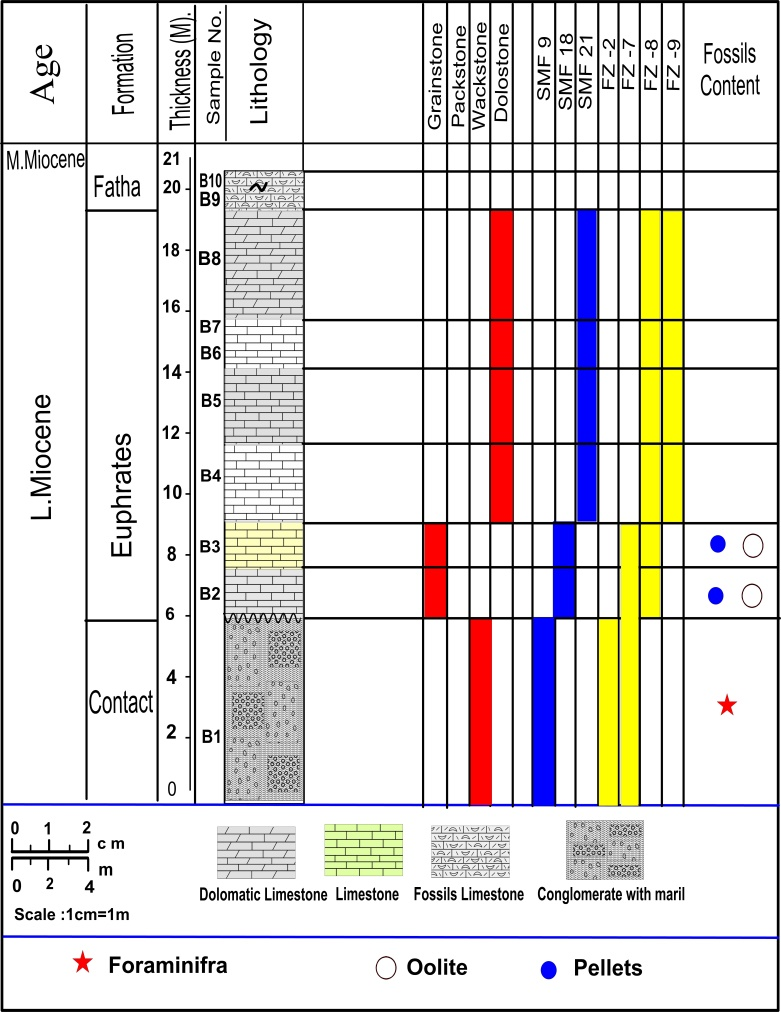 Age
Formation
Thickness (M).
Sample No.
Lithology
Grainstone
Packstone
Wackstone
Dolostone
SMF 9
SMF 18
SMF 21
FZ -2
FZ -7
FZ -8
FZ -9
Fossils
Content
M.Miocene
21
Fatha
20
B10
B9
18
B8
16
B7
B6
14
B5
L.Miocene
Euphrates
12
B4
10
8
B3
B2
6
4
Contact
2
B1
0
0 1 2 c m
0 2 4 m
Scale :1cm=1m
Dolomatic Limestone
Limestone
Fossils Limestone
Conglomerate with maril
Foraminifra
Oolite
Pellets